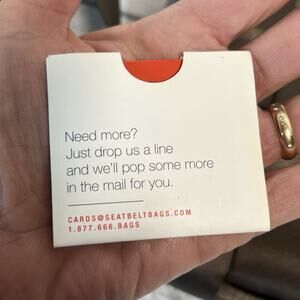 Need more?
Just drop us a line
and we'll pop some more
in the mail for you.
CARDS@SEATBELTBAGS.COM
1.877.666.BAGS